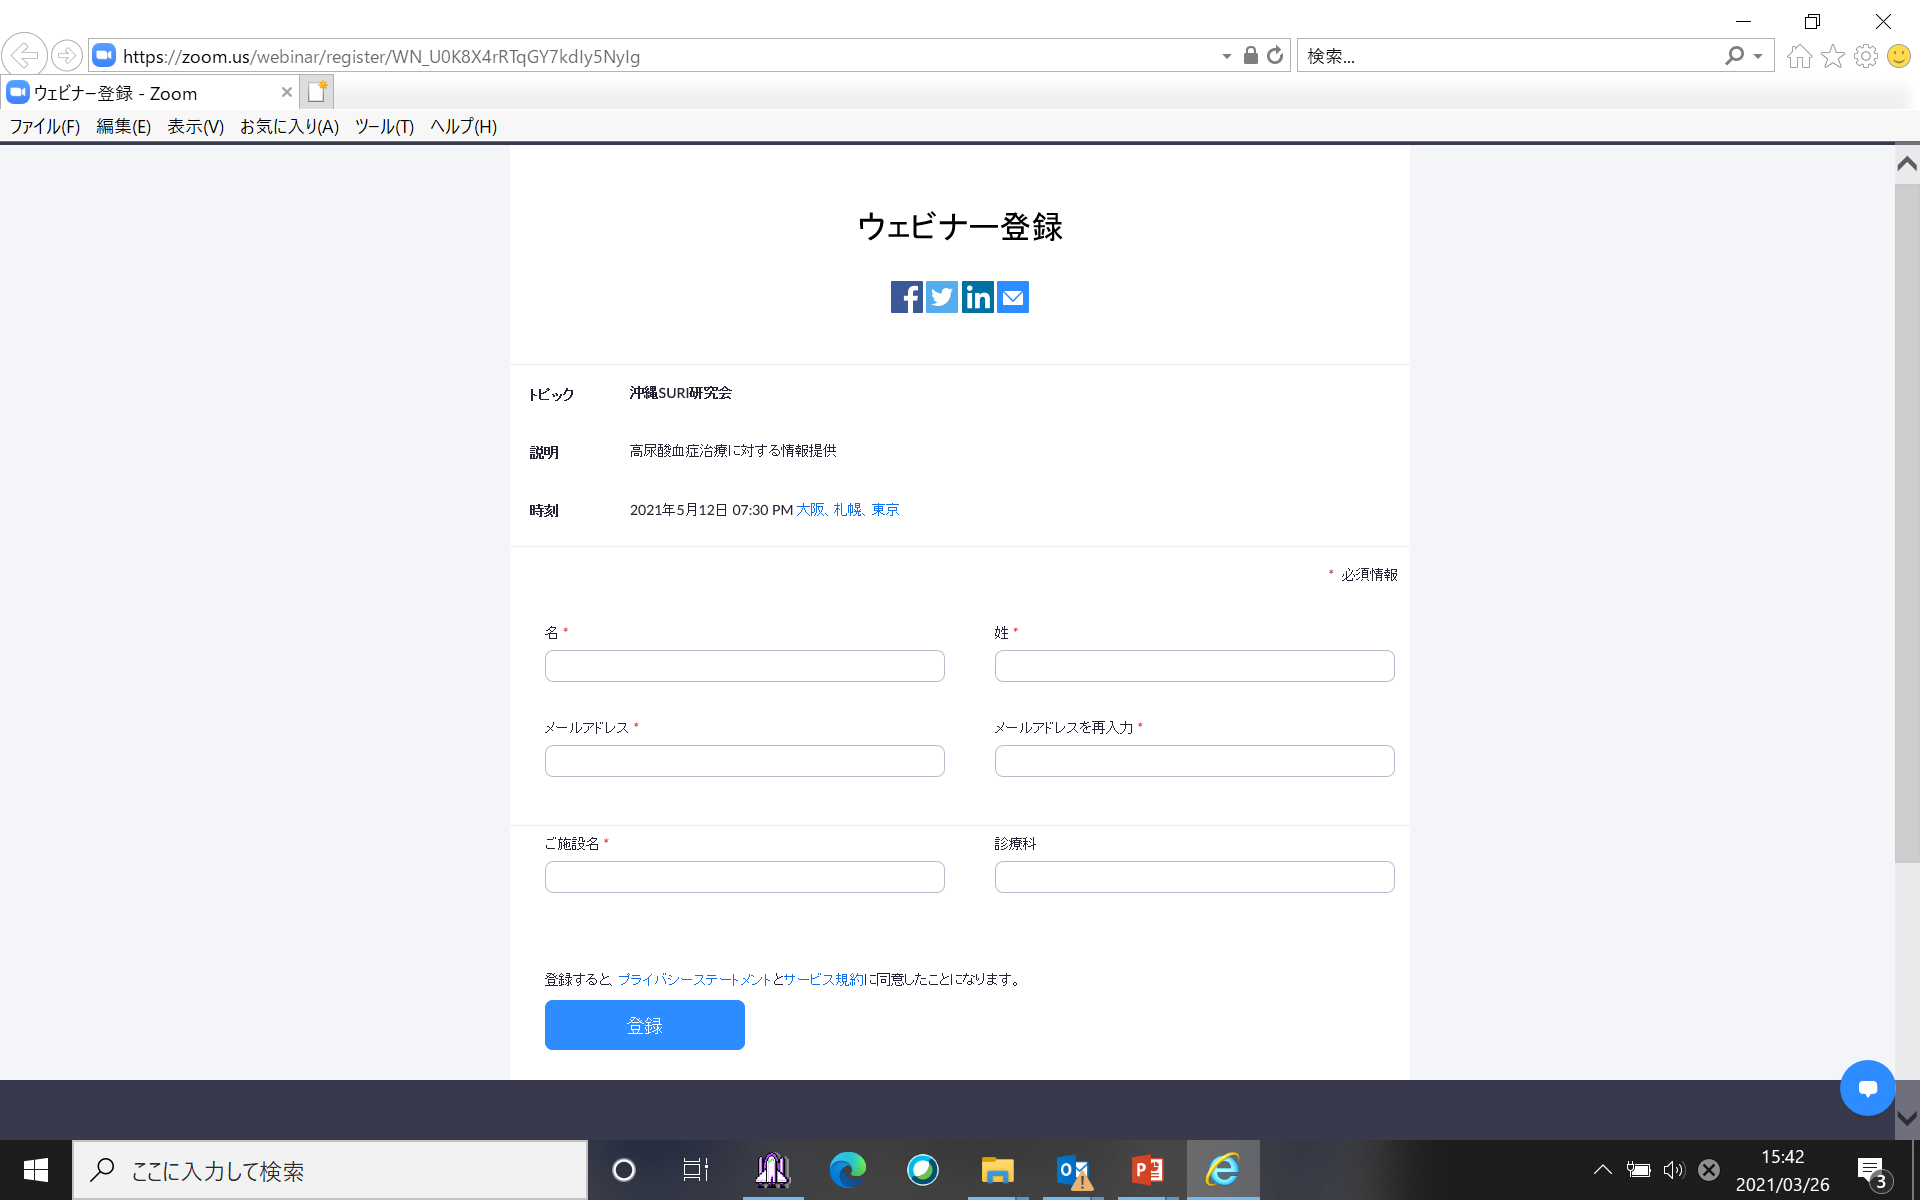 https://zoom.us/webinar/register/WN_U0K8X4rRTqGY7kdIy5NyIg
検索...
ウェビナー登録 - Zoom
ファイル(F) 編集(E) 表示(V) お気に入り(A) ツール(T) ヘルプ(H)
ウェビナー登録
トピック 沖縄SURI研究会
説明 高尿酸血症治療に対する情報提供
時刻 2021年5月12日 07:30 PM 大阪、札幌、東京
* 必須情報
名 * 姓 *
メールアドレス * メールアドレスを再入力 *
ご施設名 * 診療科
登録すると、プライバシーステートメントとサービス規約に同意したことになります。
登録
ここに入力して検索
15:42
2021/03/26
3